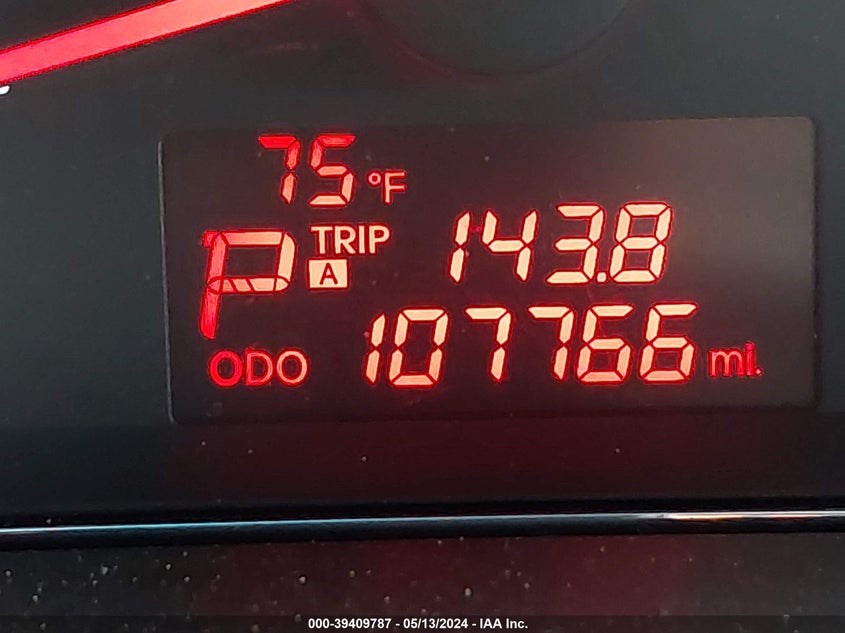 75°F
P TRIP A 143.8
ODO 107766 mi.
000-39409787 - 05/13/2024 - IAA Inc.